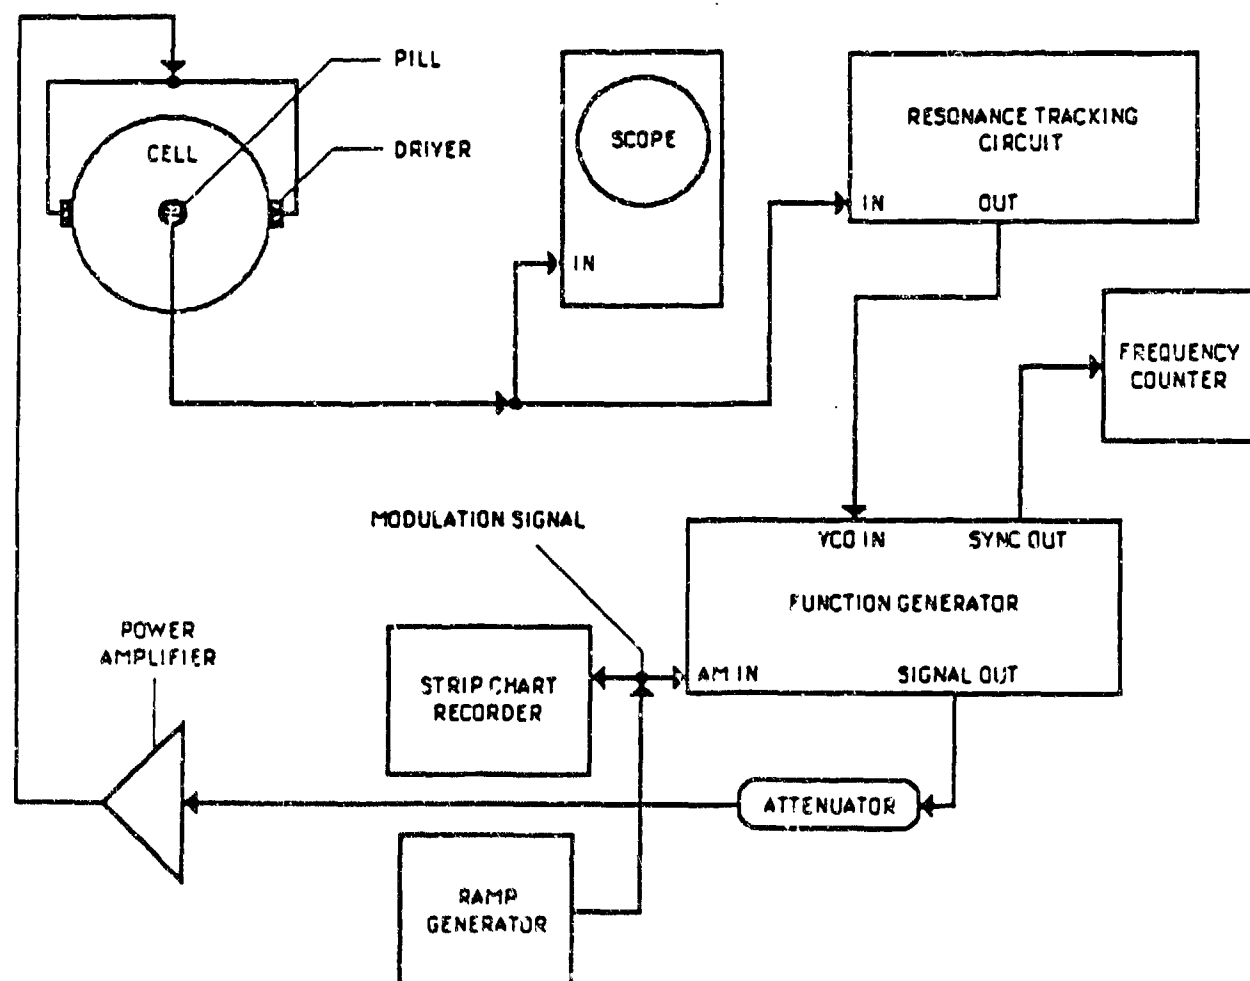 PILL
CELL
DRIVER
SCOPE
IN
RESONANCE TRACKING
CIRCUIT
IN
OUT
FREQUENCY
COUNTER
MODULATION SIGNAL
VCO IN
SYNC OUT
FUNCTION GENERATOR
AM IN
SIGNAL OUT
POWER
AMPLIFIER
STRIP CHART
RECORDER
ATTENUATOR
RAMP
GENERATOR